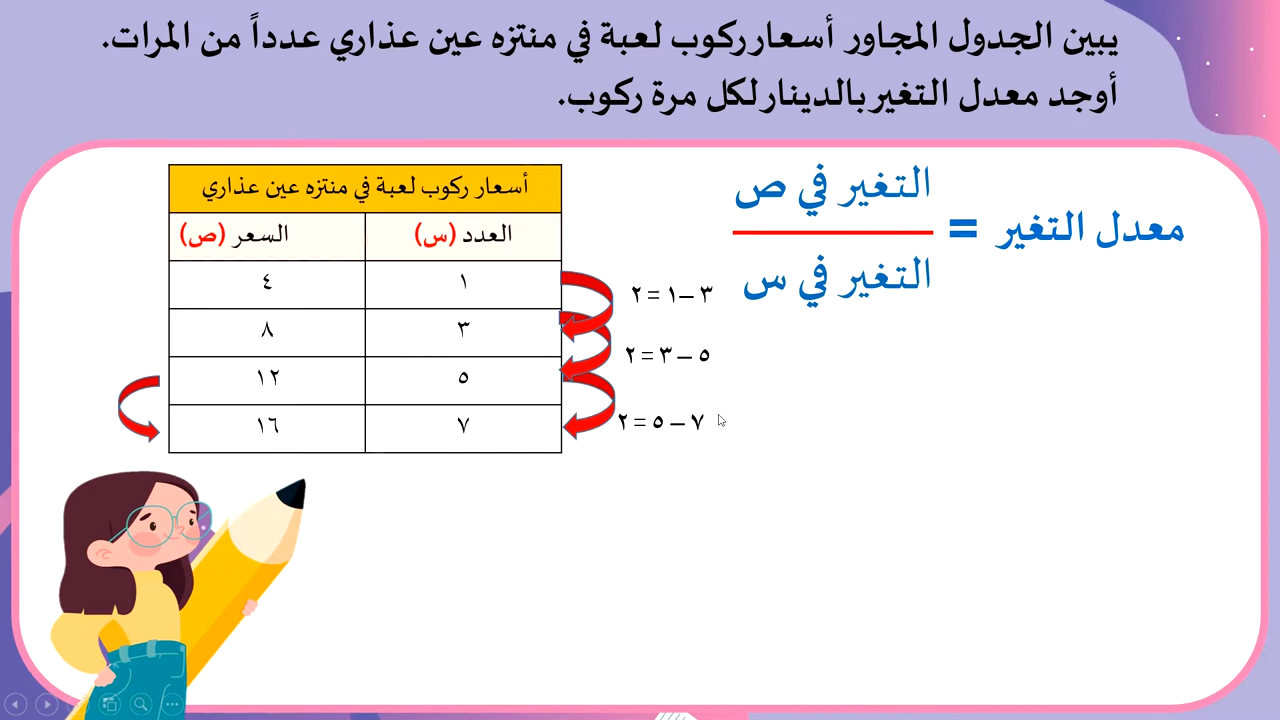 يبين الجدول المجاور أسعار ركوب لعبة في منتزه عين عذاري عدداً من المرات.
أوجد معدل التغير بالدينار لكل مرة ركوب.
معدل التغير = التغير في ص
التغير في س
أسعار ركوب لعبة في منتزه عين عذاري
العدد (س) السعر (ص)
١ ٤
٣ ٨
٥ ١٢
٧ ١٦
٣ – ١ = ٢
٥ – ٣ = ٢
٧ – ٥ = ٢